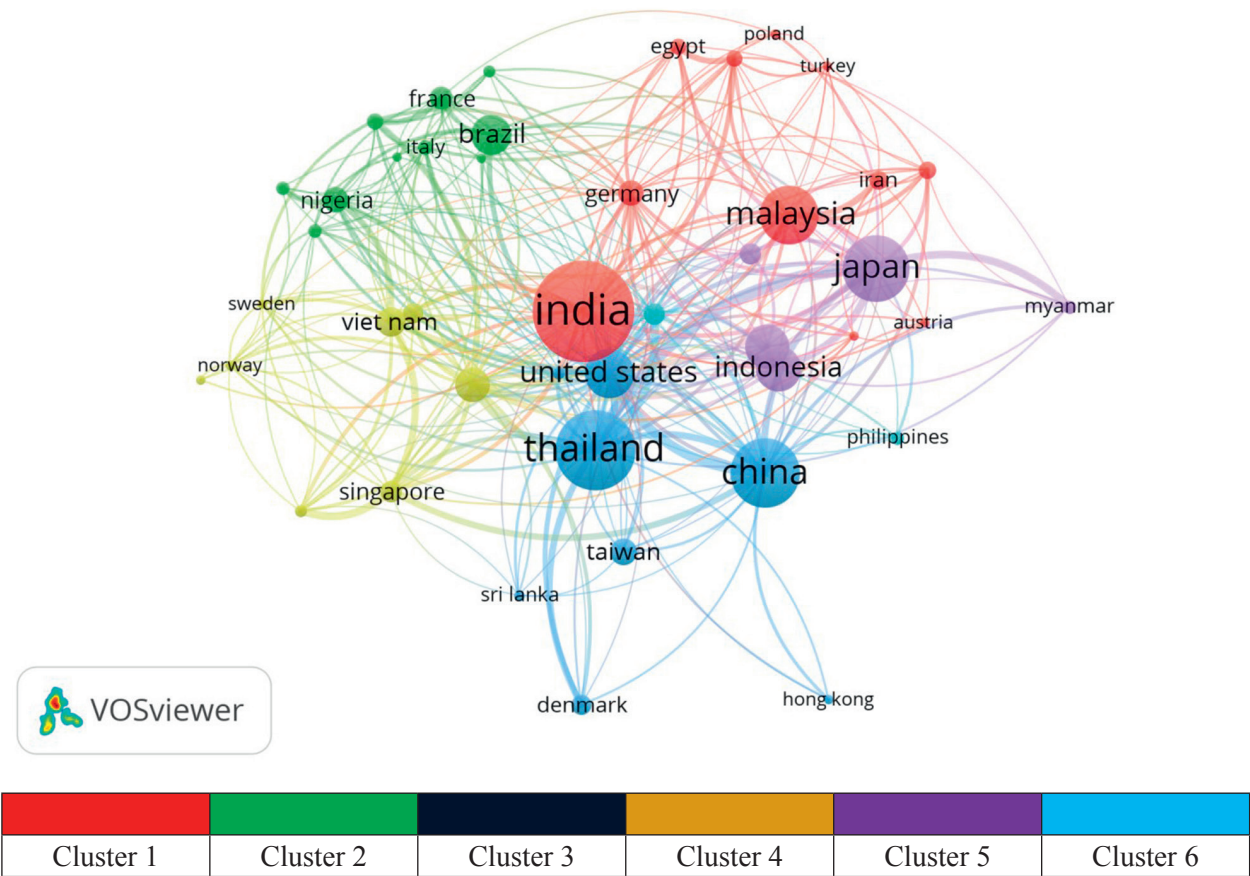 poland
egypt
turkey
france
brazil
italy
iran
germany
nigeria
malaysia
japan
sweden
india
myanmar
viet nam
austria
norway
united states
indonesia
philippines
thailand
china
singapore
taiwan
sri lanka
denmark
hong kong
VOSviewer
Cluster 1
Cluster 2
Cluster 3
Cluster 4
Cluster 5
Cluster 6